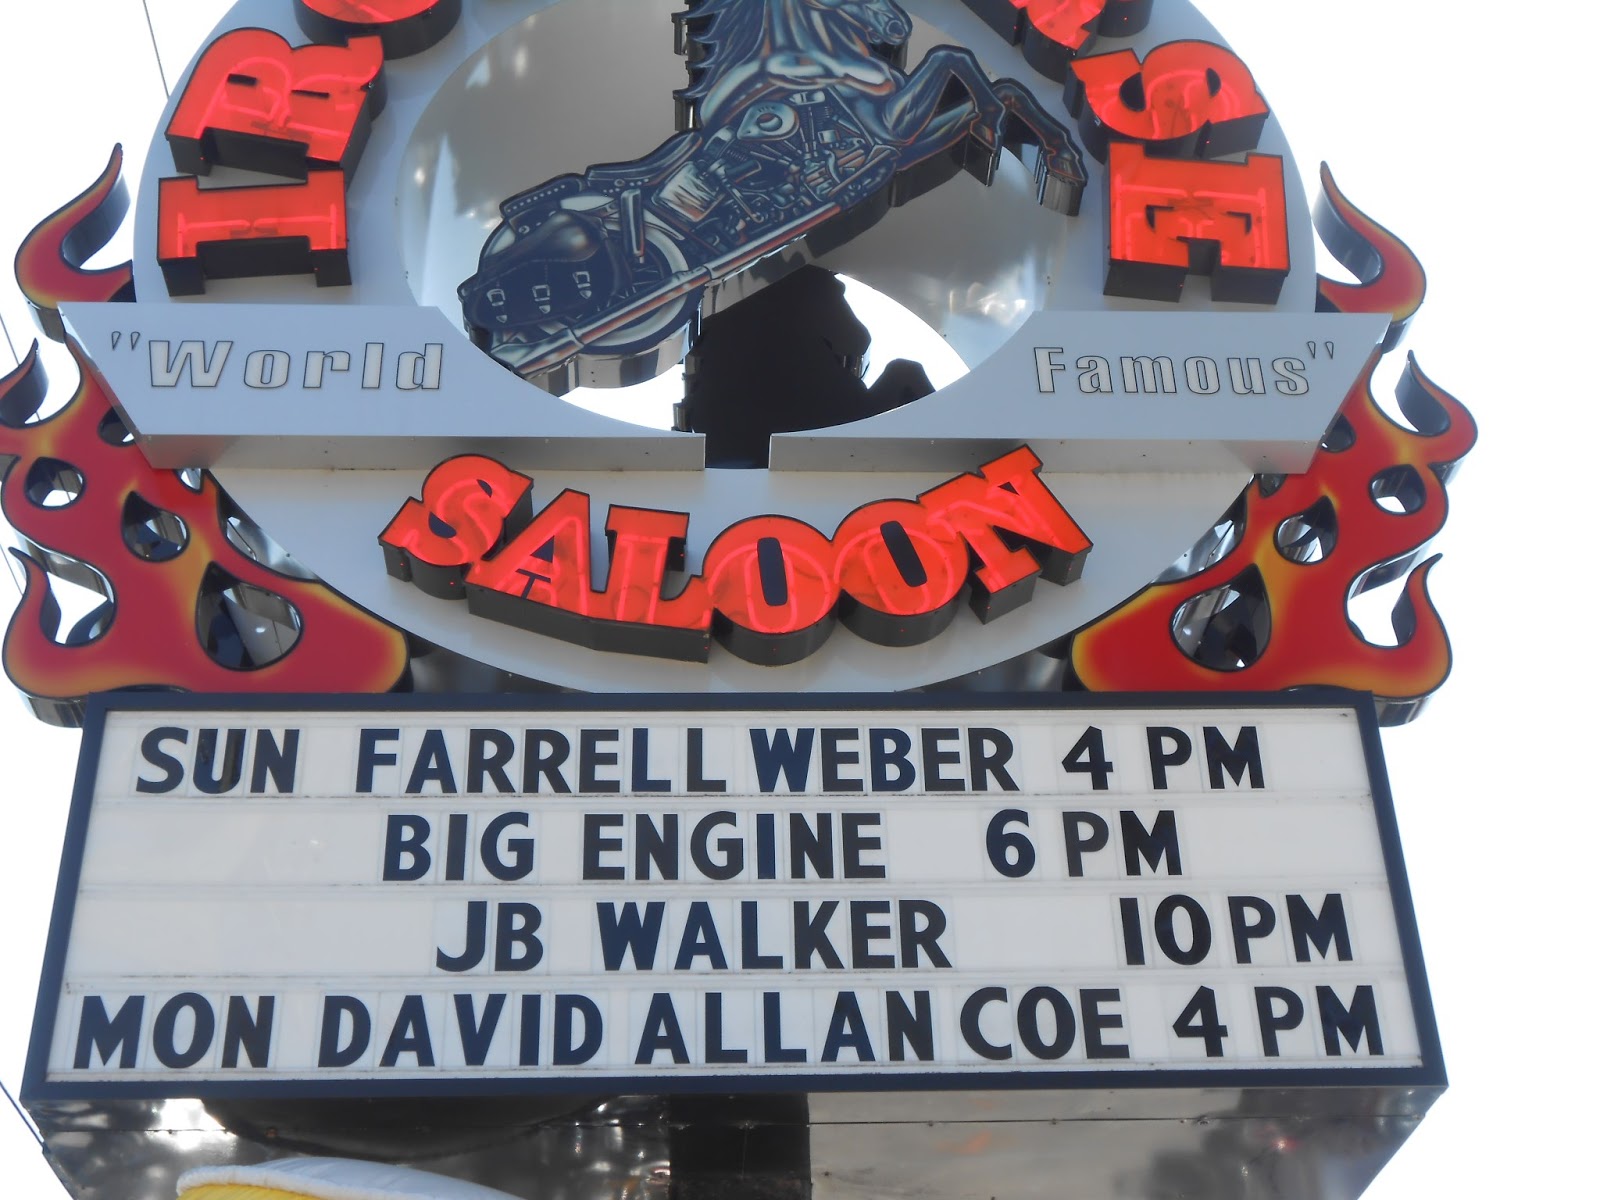 "World Famous"
SALOON
SUN FARRELL WEBER 4 PM
BIG ENGINE 6 PM
JB WALKER 10 PM
MON DAVID ALLAN COE 4 PM